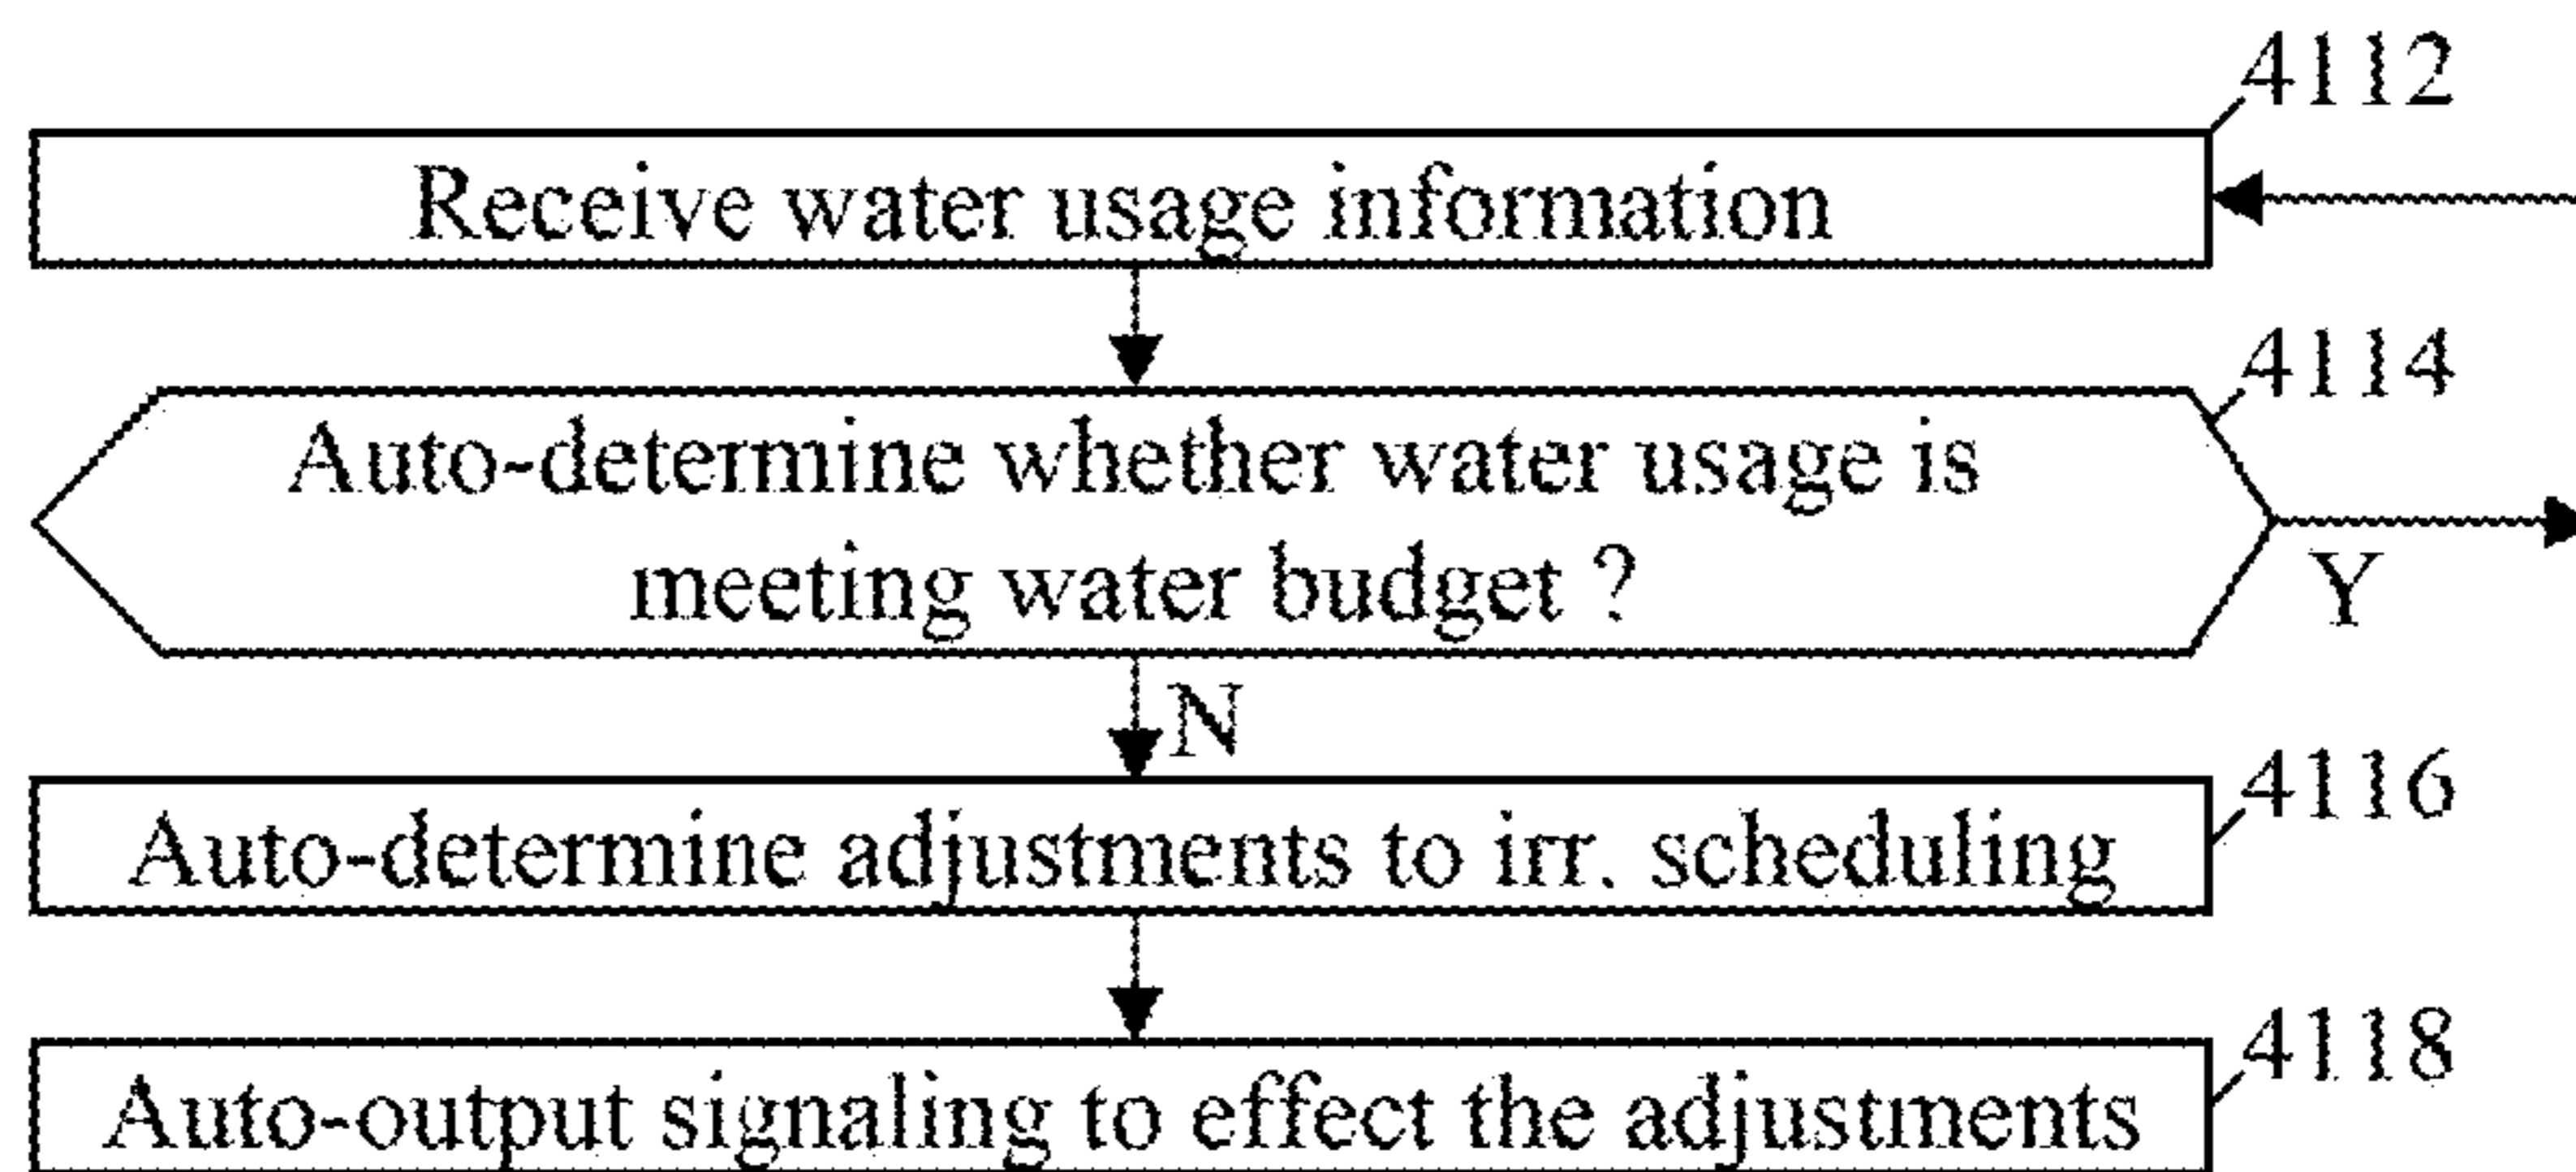 4112
Receive water usage information
4114
Auto-determine whether water usage is
meeting water budget ?
Y
N
4116
Auto-determine adjustments to irr. scheduling
4118
Auto-output signaling to effect the adjustments